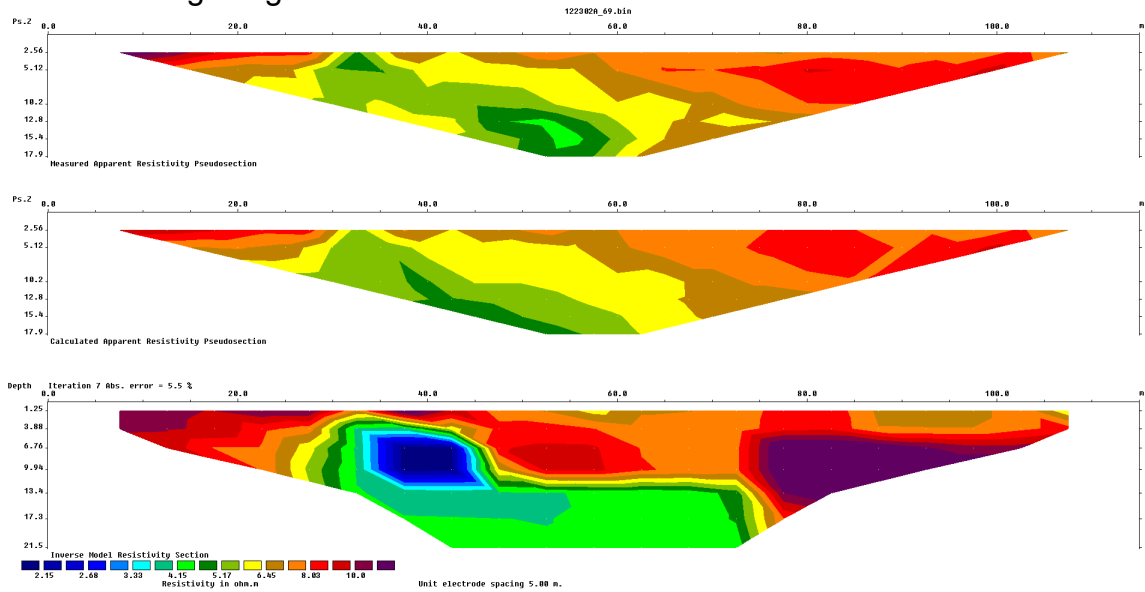 122302A_69.bin
Ps.Z 0.0 20.0 40.0 60.0 80.0 100.0 m
2.56
5.12
10.2
12.8
15.4
17.9
Measured Apparent Resistivity Pseudosection
Ps.Z 0.0 20.0 40.0 60.0 80.0 100.0 m
2.56
5.12
10.2
12.8
15.4
17.9
Calculated Apparent Resistivity Pseudosection
Depth Iteration 7 Abs. error = 5.5 %
0.0 20.0 40.0 60.0 80.0 100.0 m
1.25
3.88
6.76
9.94
13.4
17.3
21.5
Inverse Model Resistivity Section
2.15 2.68 3.33 4.15 5.17 6.45 8.03 10.0
Resistivity in ohm.m Unit electrode spacing 5.00 m.